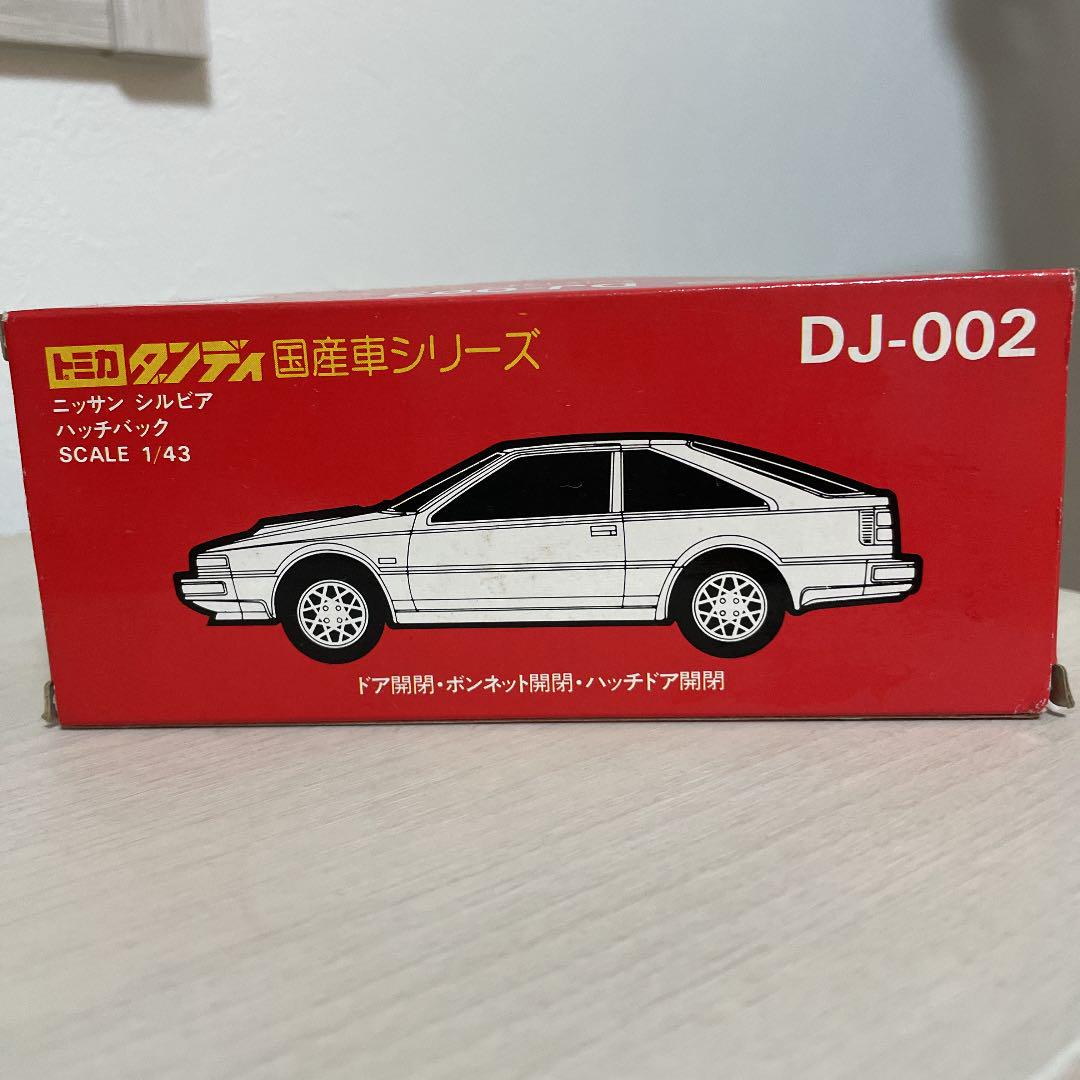 トミカダンディ国産車シリーズ
DJ-002
ニッサン シルビア
ハッチバック
SCALE 1/43
ドア開閉・ボンネット開閉・ハッチドア開閉